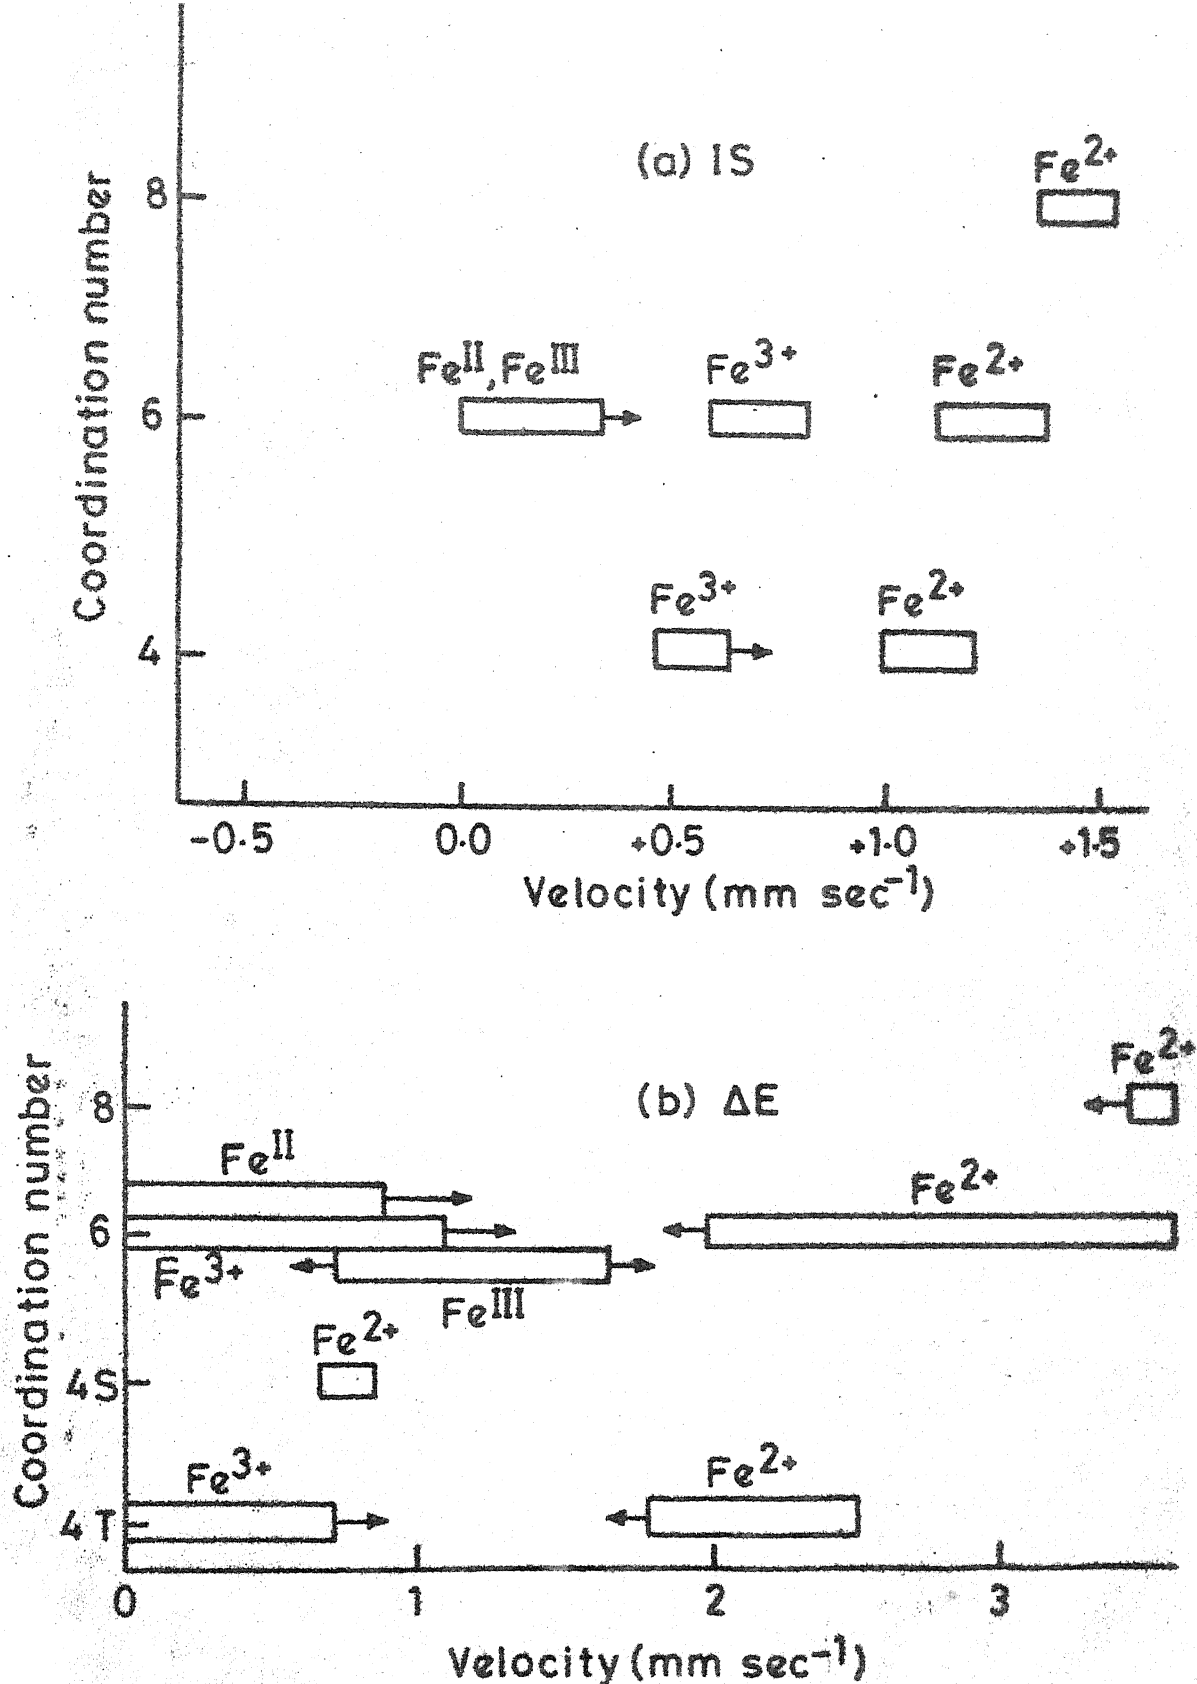 (a) IS
Fe²⁺
8
Coordination number
Feᴵᴵ, Feᴵᴵᴵ
Fe³⁺
Fe²⁺
6
Fe³⁺
Fe²⁺
4
-0.5
0.0
+0.5
+1.0
+1.5
Velocity (mm sec⁻¹)
Fe²⁺
(b) ΔE
8
Coordination number
Feᴵᴵ
Fe²⁺
6
Fe³⁺
Feᴵᴵᴵ
Fe²⁺
4S
Fe³⁺
Fe²⁺
4T
0
1
2
3
Velocity (mm sec⁻¹)